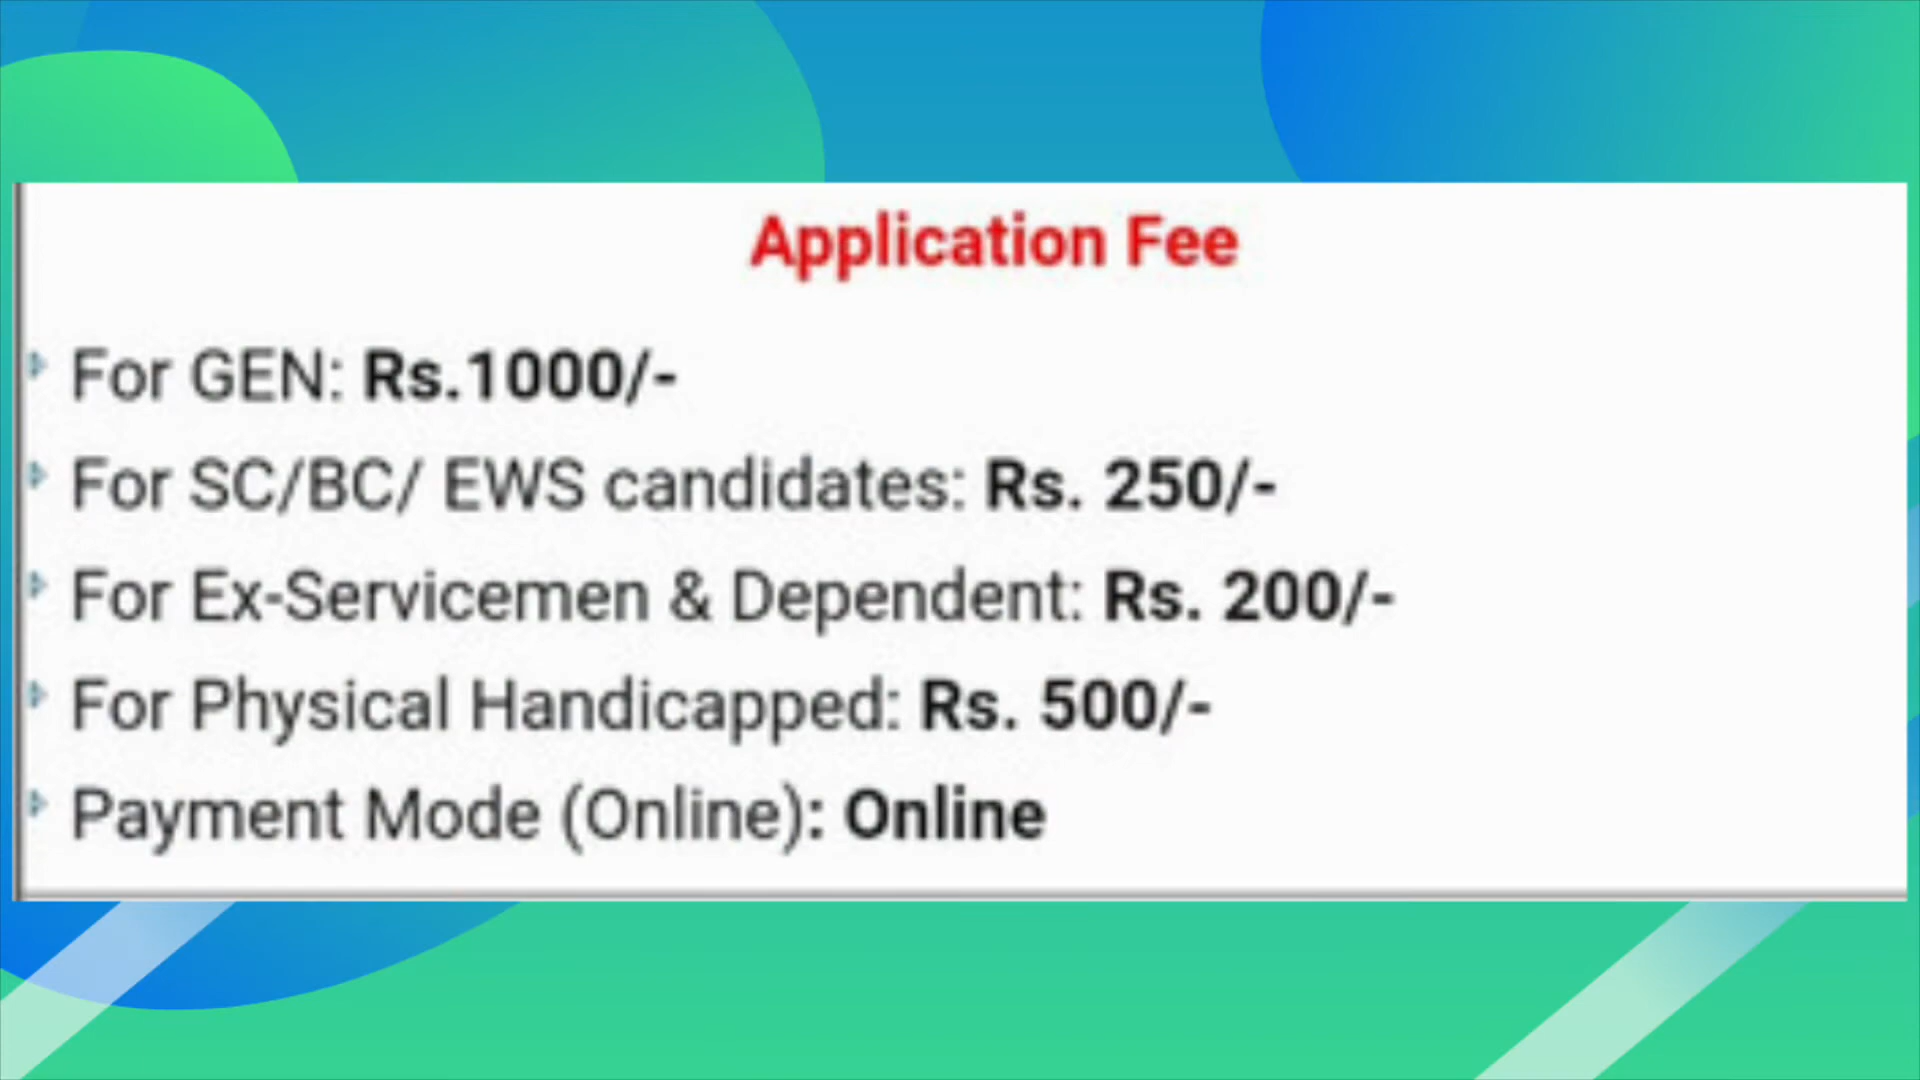 Application Fee
For GEN: Rs.1000/-
For SC/BC/ EWS candidates: Rs. 250/-
For Ex-Servicemen & Dependent: Rs. 200/-
For Physical Handicapped: Rs. 500/-
Payment Mode (Online): Online